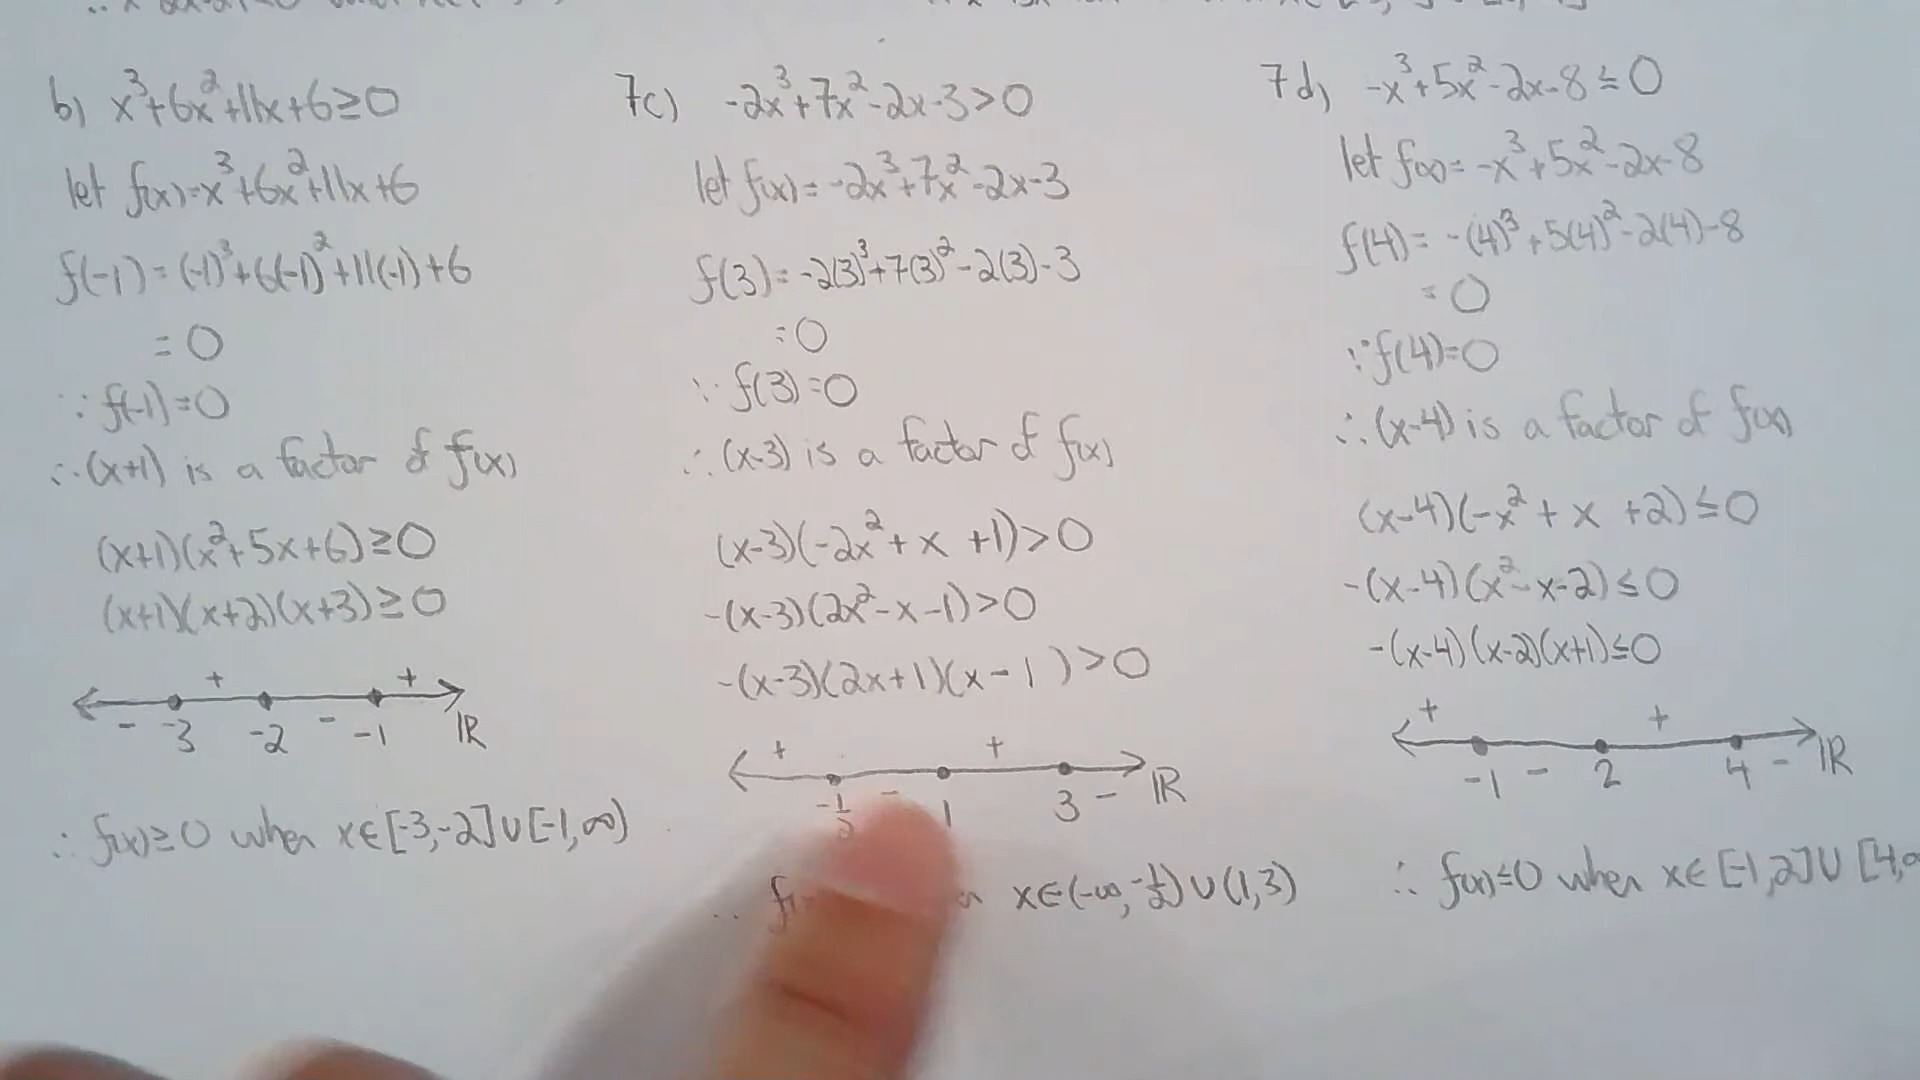 b) x³+6x²+11x+6≥0
let f(x)=x³+6x²+11x+6
f(-1)=(-1)³+6(-1)²+11(-1)+6
=0
∵ f(-1)=0
∴ (x+1) is a factor of f(x)
(x+1)(x²+5x+6)≥0
(x+1)(x+2)(x+3)≥0
+ +
- -3 -2 - -1 ℝ
∴ f(x)≥0 when x∈[-3,-2]∪[-1,∞)
7c) -2x³+7x²-2x-3>0
let f(x)=-2x³+7x²-2x-3
f(3)=-2(3)³+7(3)²-2(3)-3
=0
∵ f(3)=0
∴ (x-3) is a factor of f(x)
(x-3)(-2x²+x +1)>0
-(x-3)(2x²-x-1)>0
-(x-3)(2x+1)(x-1)>0
+ +
-1/2 - 1 3 - ℝ
x∈(-∞,-1/2)∪(1,3)
7d) -x³+5x²-2x-8≤0
let f(x)=-x³+5x²-2x-8
f(4)=-(4)³+5(4)²-2(4)-8
=0
∵ f(4)=0
∴ (x-4) is a factor of f(x)
(x-4)(-x²+x +2)≤0
-(x-4)(x²-x-2)≤0
-(x-4)(x-2)(x+1)≤0
+ +
-1 - 2 4 - ℝ
∴ f(x)≤0 when x∈[-1,2]∪[4,∞